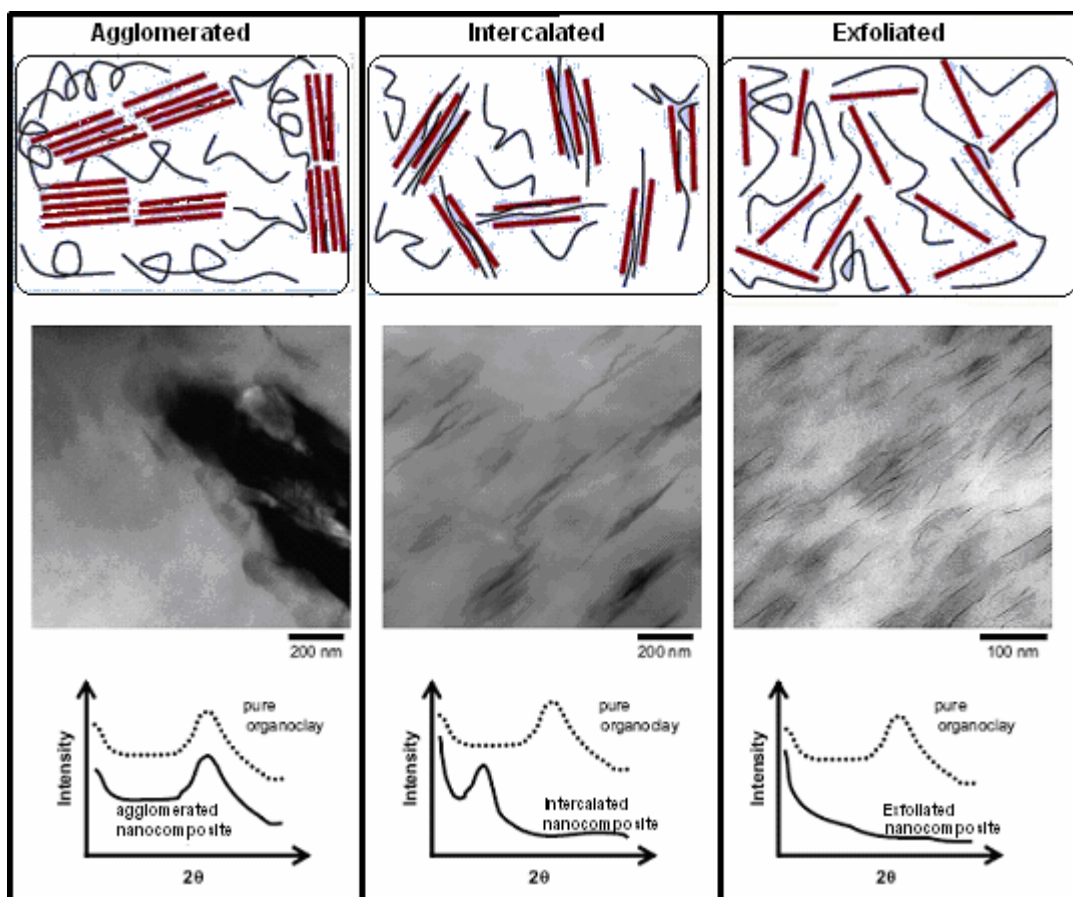 Agglomerated
Intercalated
Exfoliated
200 nm
200 nm
100 nm
Intensity
pure
organoclay
agglomerated
nanocomposite
2θ
Intensity
pure
organoclay
Intercalated
nanocomposite
2θ
Intensity
pure
organoclay
Exfoliated
nanocomposite
2θ